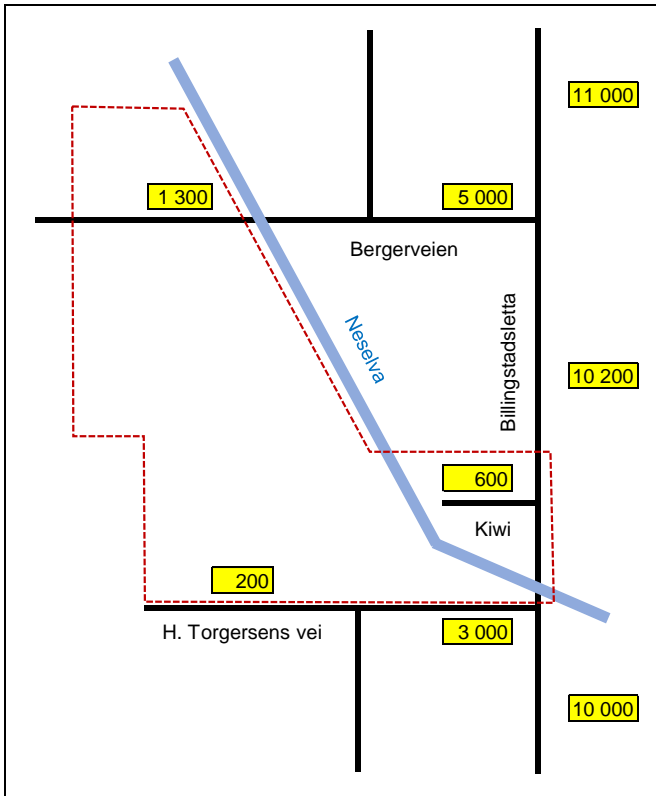 11 000
1 300
5 000
Bergerveien
Neselva
Billingstadsletta
10 200
600
Kiwi
200
H. Torgersens vei
3 000
10 000